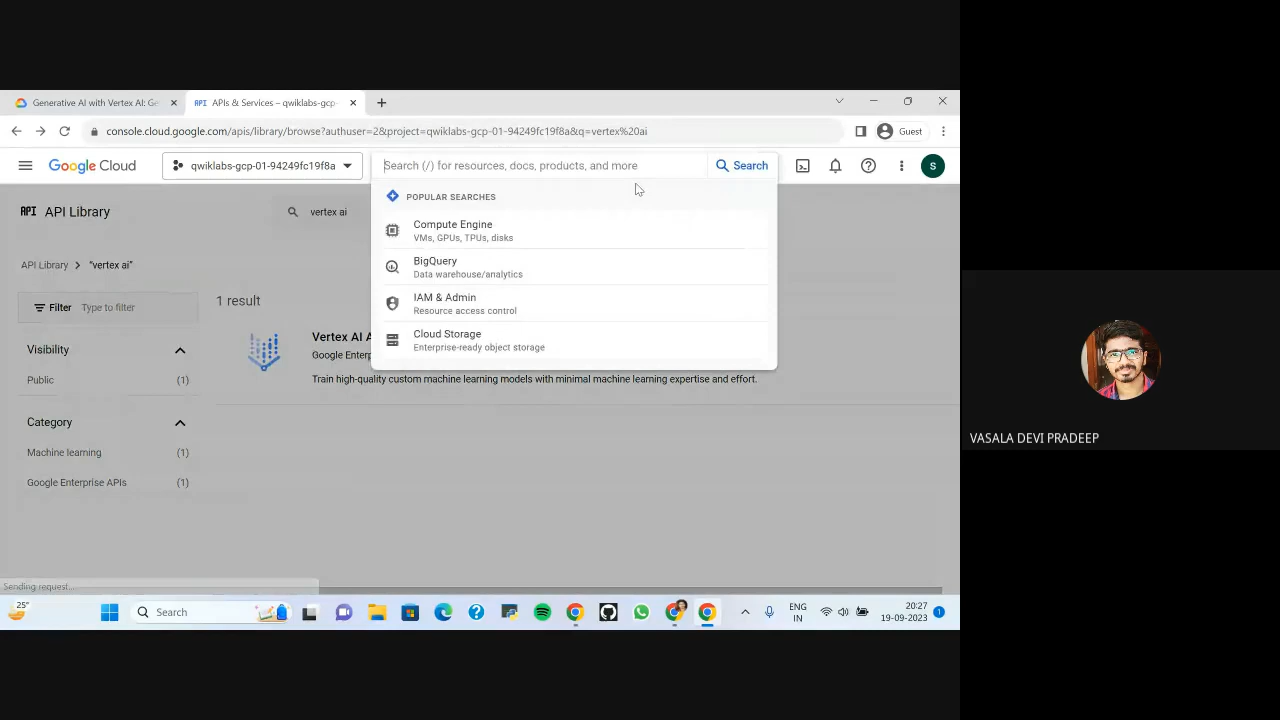 Generative AI with Vertex AI: Ge
APIs & Services – qwiklabs-gcp-
console.cloud.google.com/apis/library/browse?authuser=2&project=qwiklabs-gcp-01-94249fc19f8a&q=vertex%20ai
Guest
Google Cloud
qwiklabs-gcp-01-94249fc19f8a
Search (/) for resources, docs, products, and more
Search
S
API API Library
vertex ai
POPULAR SEARCHES
Compute Engine
VMs, GPUs, TPUs, disks
BigQuery
Data warehouse/analytics
IAM & Admin
Resource access control
Cloud Storage
Enterprise-ready object storage
API Library > "vertex ai"
Filter Type to filter
1 result
Visibility
Public (1)
Category
Machine learning (1)
Google Enterprise APIs (1)
Vertex AI A
Google Enterp
Train high-quality custom machine learning models with minimal machine learning expertise and effort.
VASALA DEVI PRADEEP
Sending request...
25°
Search
ENG
IN
20:27
19-09-2023
1